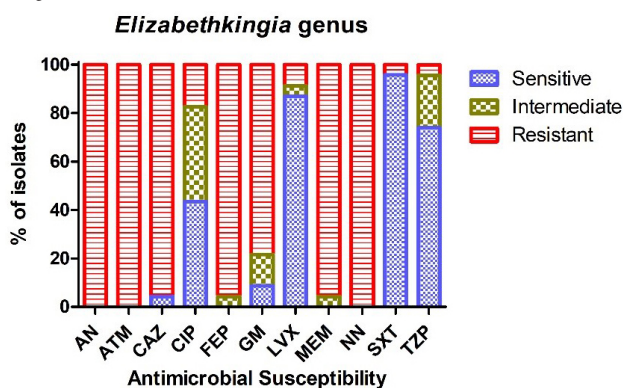 Elizabethkingia genus
100
80
60
40
20
0
% of isolates
AN
ATM
CAZ
CIP
FEP
GM
LVX
MEM
NN
SXT
TZP
Antimicrobial Susceptibility
Sensitive
Intermediate
Resistant